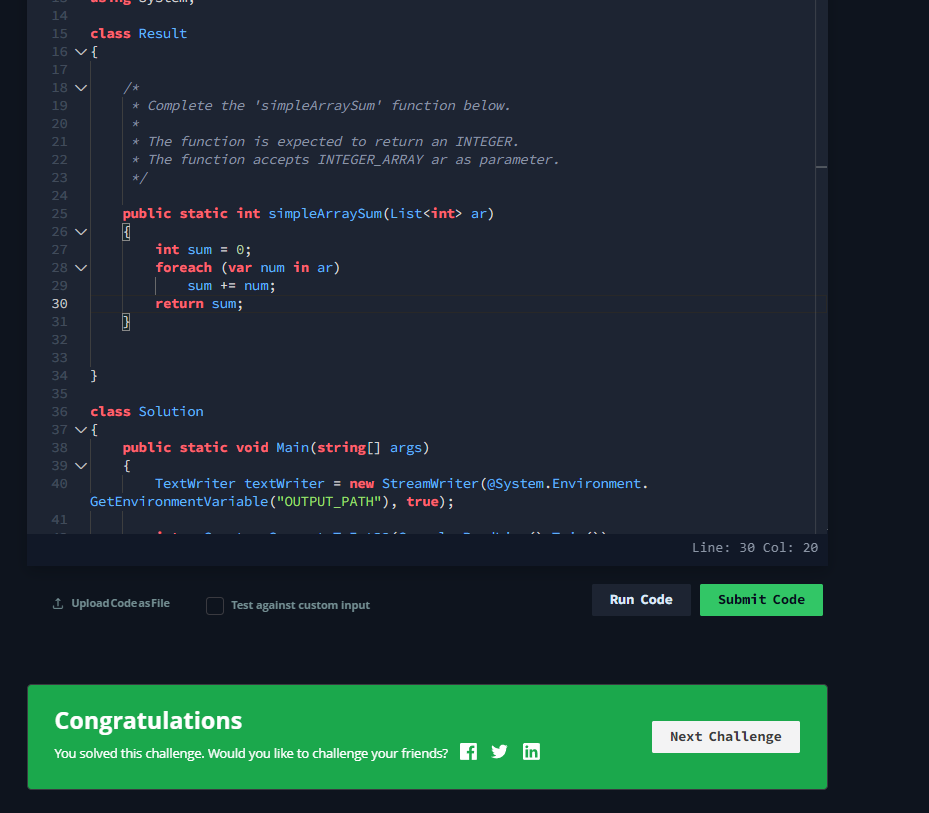 13 using System;
14
15 class Result
16 {
17
18 /*
19 * Complete the 'simpleArraySum' function below.
20 *
21 * The function is expected to return an INTEGER.
22 * The function accepts INTEGER_ARRAY ar as parameter.
23 */
24
25 public static int simpleArraySum(List<int> ar)
26 {
27 int sum = 0;
28 foreach (var num in ar)
29 sum += num;
30 return sum;
31 }
32
33
34 }
35
36 class Solution
37 {
38 public static void Main(string[] args)
39 {
40 TextWriter textWriter = new StreamWriter(@System.Environment.
GetEnvironmentVariable("OUTPUT_PATH"), true);
41
Line: 30 Col: 20
Upload Code as File
Test against custom input
Run Code
Submit Code
Congratulations
You solved this challenge. Would you like to challenge your friends?
Next Challenge